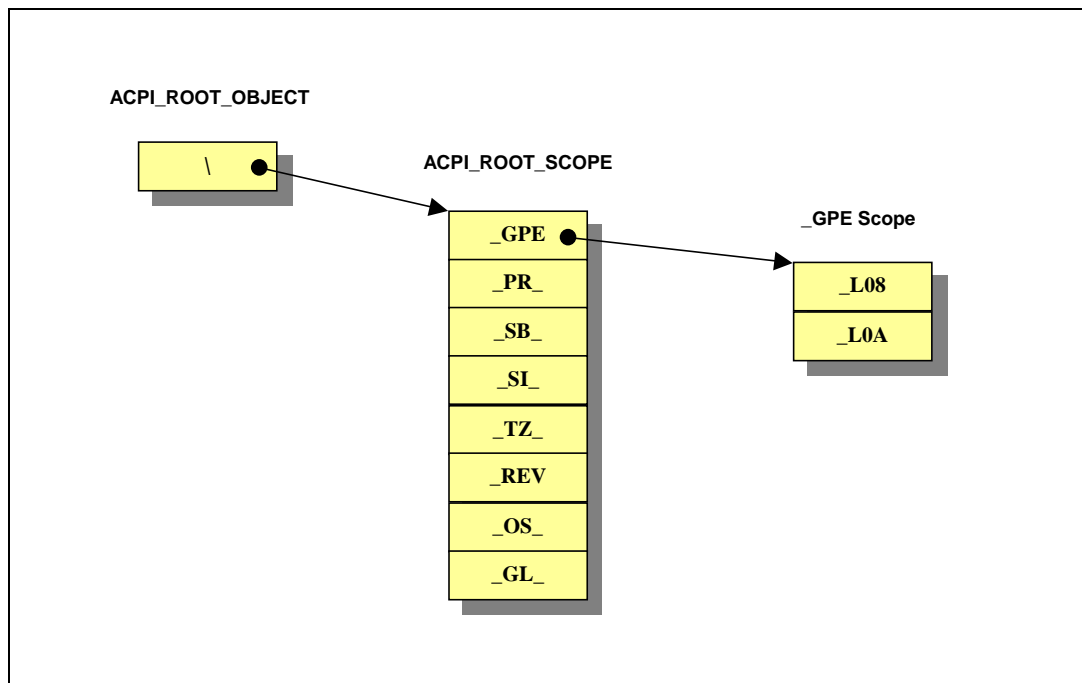 ACPI_ROOT_OBJECT
\
ACPI_ROOT_SCOPE
_GPE
_PR_
_SB_
_SI_
_TZ_
_REV
_OS_
_GL_
_GPE Scope
_L08
_L0A